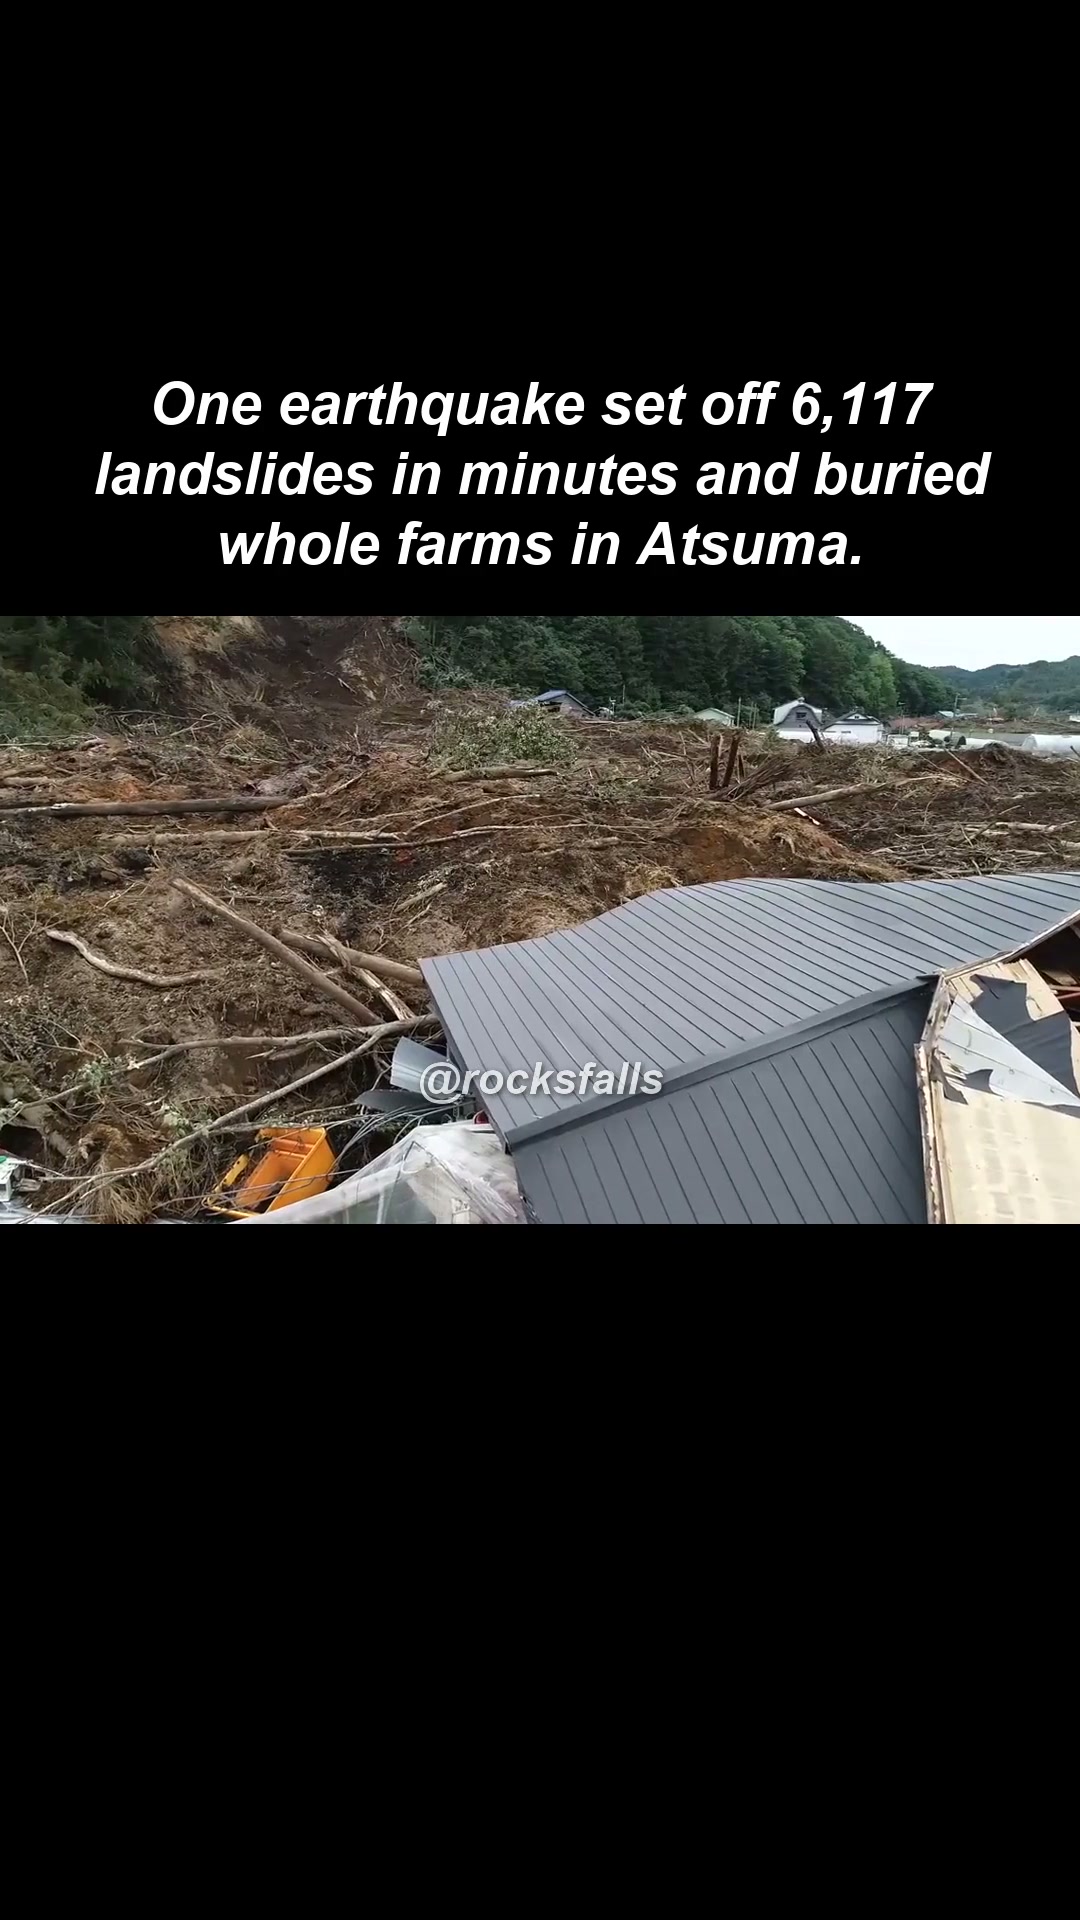 One earthquake set off 6,117
landslides in minutes and buried
whole farms in Atsuma.
@rocksfalls